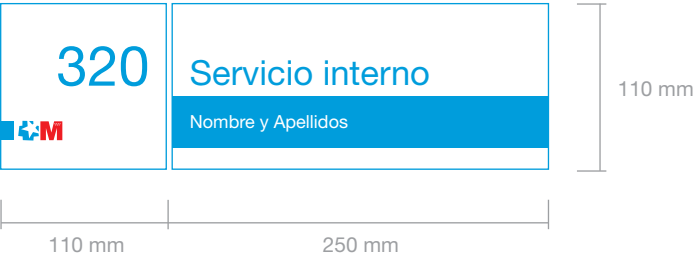 320
Servicio interno
Nombre y Apellidos
M
110 mm
110 mm
250 mm